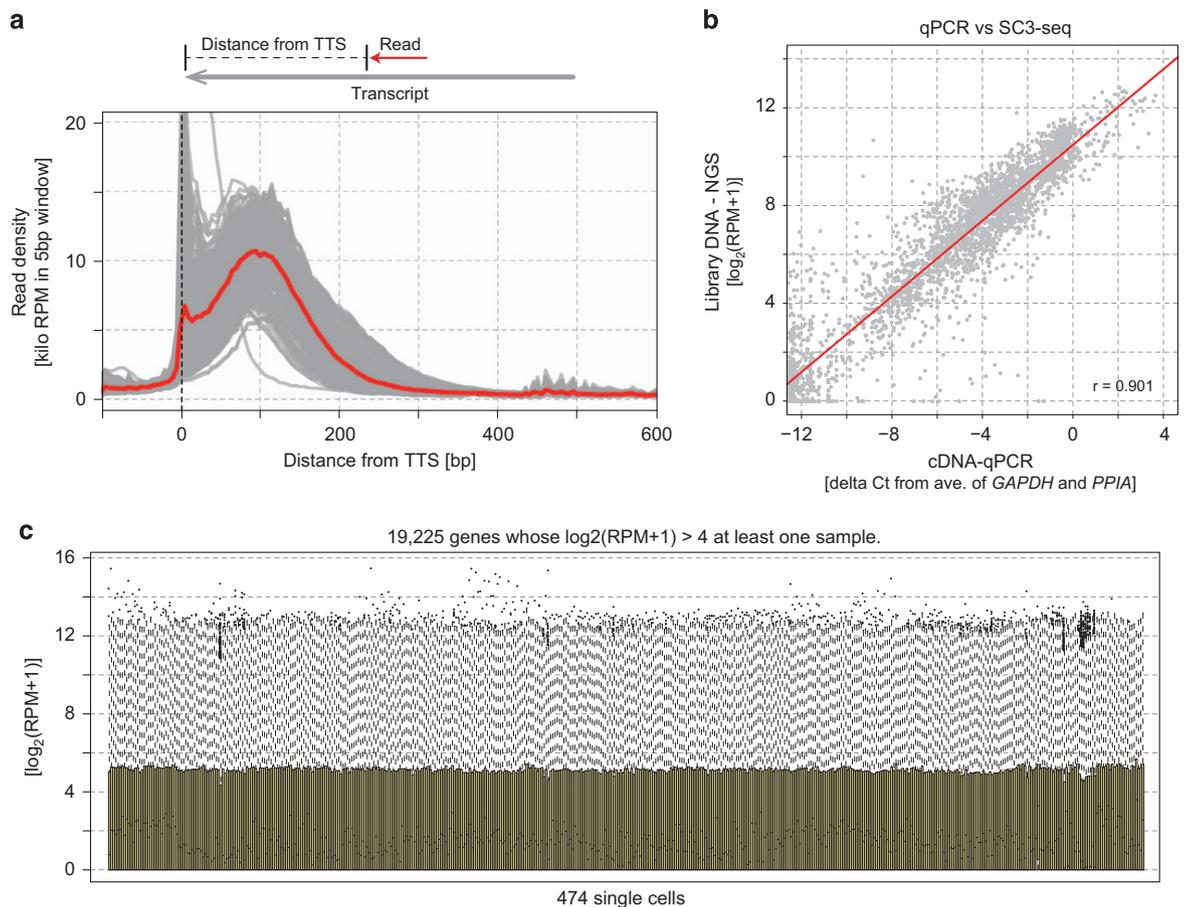 a
Distance from TTS
Read
Transcript
20
10
0
Read density
[kilo RPM in 5bp window]
0
200
400
600
Distance from TTS [bp]
b
qPCR vs SC3-seq
12
8
4
0
Library DNA - NGS
[log2(RPM+1)]
r = 0.901
−12
−8
−4
0
4
cDNA-qPCR
[delta Ct from ave. of GAPDH and PPIA]
c
19,225 genes whose log2(RPM+1) > 4 at least one sample.
16
12
8
4
0
[log2(RPM+1)]
474 single cells